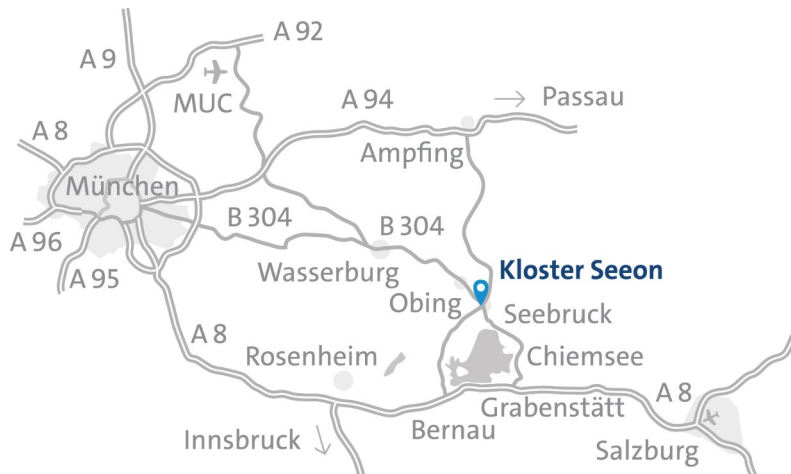 A 92
A 9
MUC
A 94
Passau
A 8
Ampfing
München
B 304
B 304
A 96
A 95
Wasserburg
Kloster Seeon
Obing
Seebruck
A 8
Rosenheim
Chiemsee
A 8
Grabenstätt
Bernau
Innsbruck
Salzburg